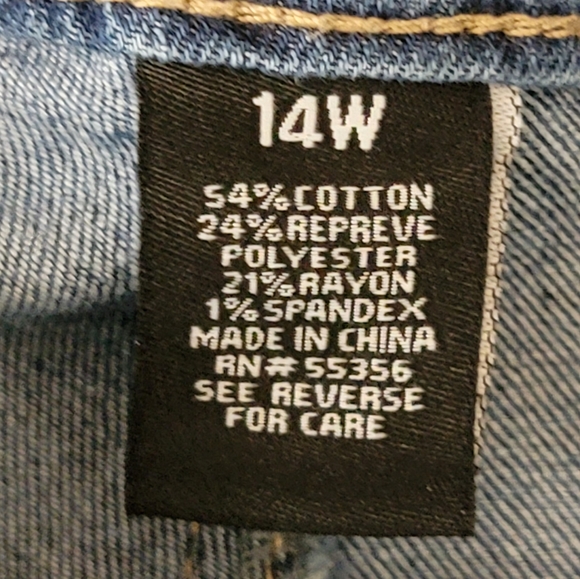 14W
54% COTTON
24% REPREVE
POLYESTER
21% RAYON
1% SPANDEX
MADE IN CHINA
RN# 55356
SEE REVERSE
FOR CARE